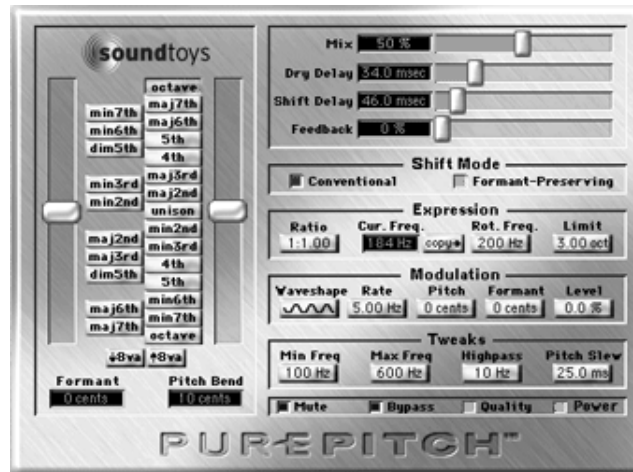 soundtoys
octave
min7th maj7th
min6th maj6th
dim5th 5th
4th
min3rd maj3rd
min2nd maj2nd
unison
maj2nd min2nd
maj3rd min3rd
dim5th 4th
5th
maj6th min6th
maj7th min7th
octave
↓8va ↑8va
Formant Pitch Bend
0 cents 10 cents
Mix 50 %
Dry Delay 34.0 msec
Shift Delay 46.0 msec
Feedback 0 %
Shift Mode
Conventional Formant-Preserving
Expression
Ratio Cur. Freq. Rot. Freq. Limit
1:1.00 184 Hz copy→ 200 Hz 3.00 oct
Modulation
Waveshape Rate Pitch Formant Level
5.00 Hz 0 cents 0 cents 0.0 %
Tweaks
Min Freq Max Freq Highpass Pitch Slew
100 Hz 600 Hz 10 Hz 25.0 ms
Mute Bypass Quality Power
PUREPITCH™